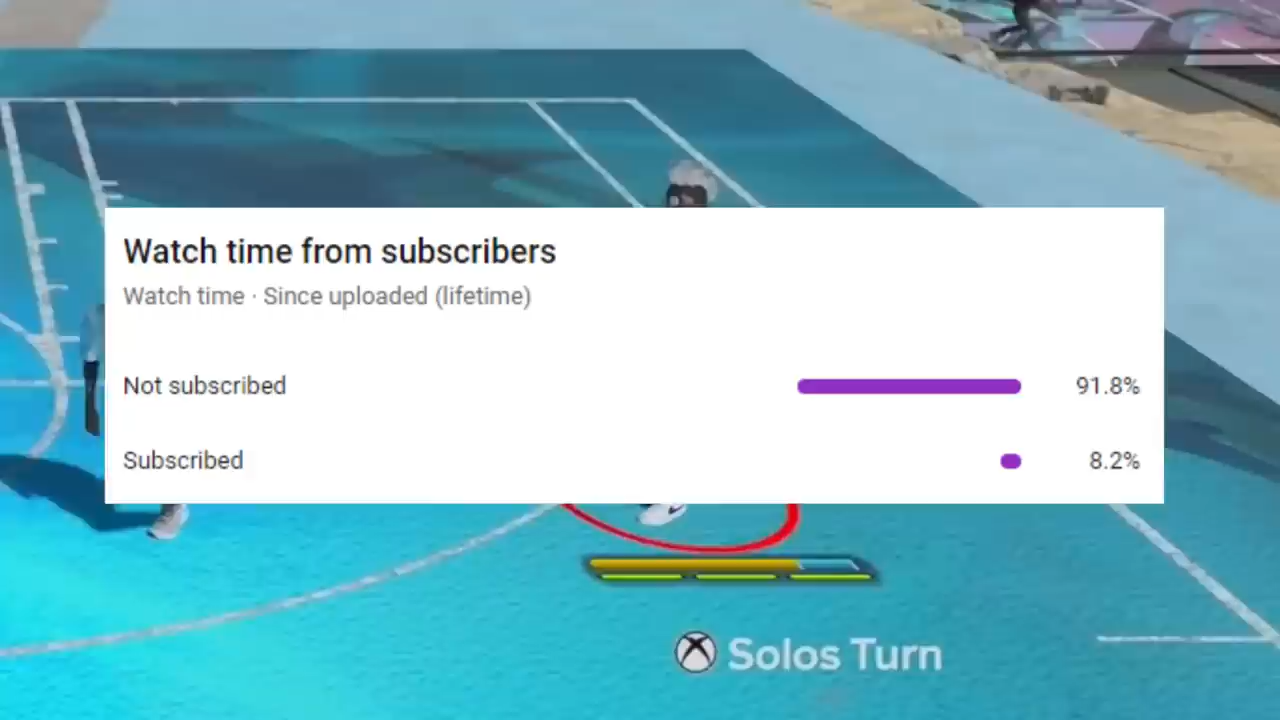 Watch time from subscribers
Watch time · Since uploaded (lifetime)
Not subscribed 91.8%
Subscribed 8.2%
Solos Turn